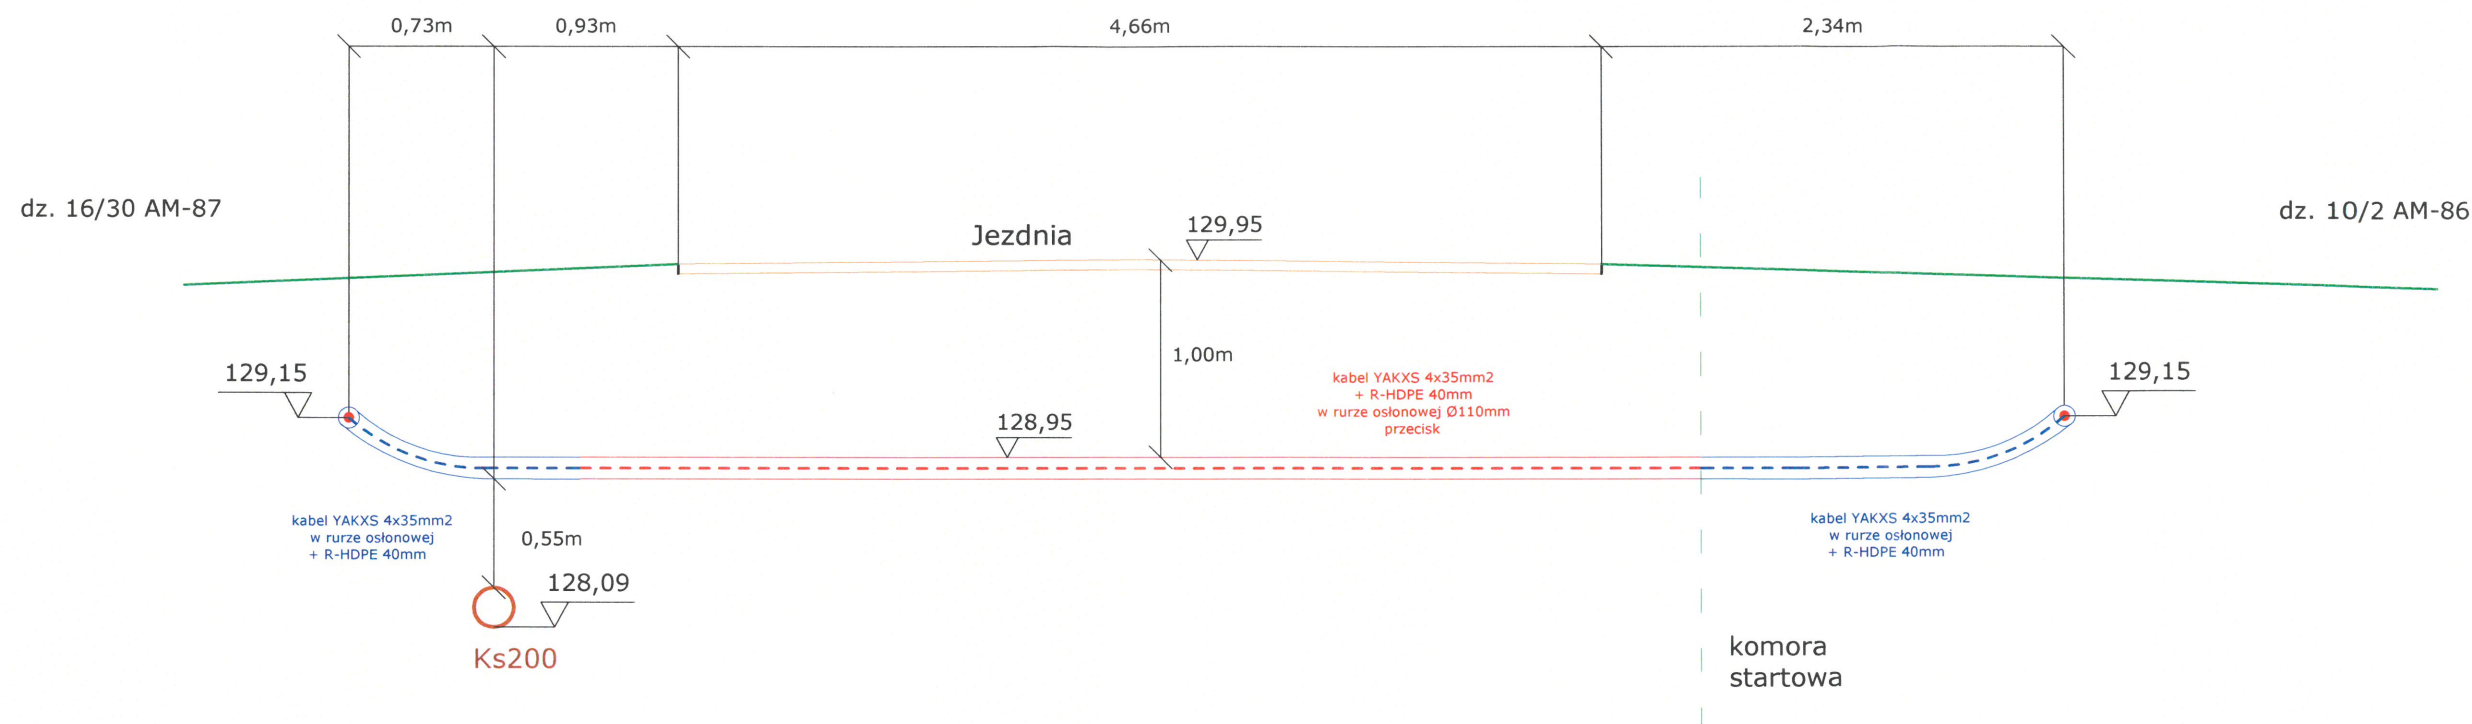 0,73m
0,93m
4,66m
2,34m
dz. 16/30 AM-87
dz. 10/2 AM-86
Jezdnia
129,95
1,00m
129,15
129,15
128,95
kabel YAKXS 4x35mm2
+ R-HDPE 40mm
w rurze osłonowej Ø110mm
przecisk
kabel YAKXS 4x35mm2
w rurze osłonowej
+ R-HDPE 40mm
0,55m
kabel YAKXS 4x35mm2
w rurze osłonowej
+ R-HDPE 40mm
128,09
Ks200
komora
startowa